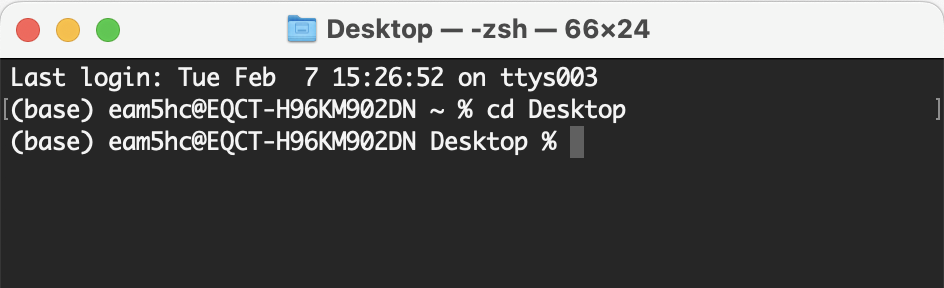 Desktop — -zsh — 66×24
Last login: Tue Feb  7 15:26:52 on ttys003
[(base) eam5hc@EQCT-H96KM902DN ~ % cd Desktop ]
(base) eam5hc@EQCT-H96KM902DN Desktop %